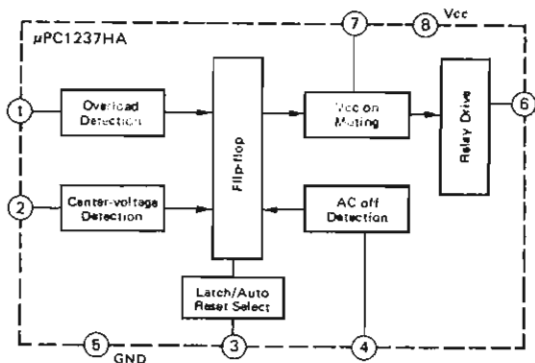 μPC1237HA
7
8
Vcc
1
Overload
Detection
Flip-flop
Vcc on
Muting
Relay Drive
6
2
Center-voltage
Detection
AC off
Detection
Latch/Auto
Reset Select
5
GND
3
4